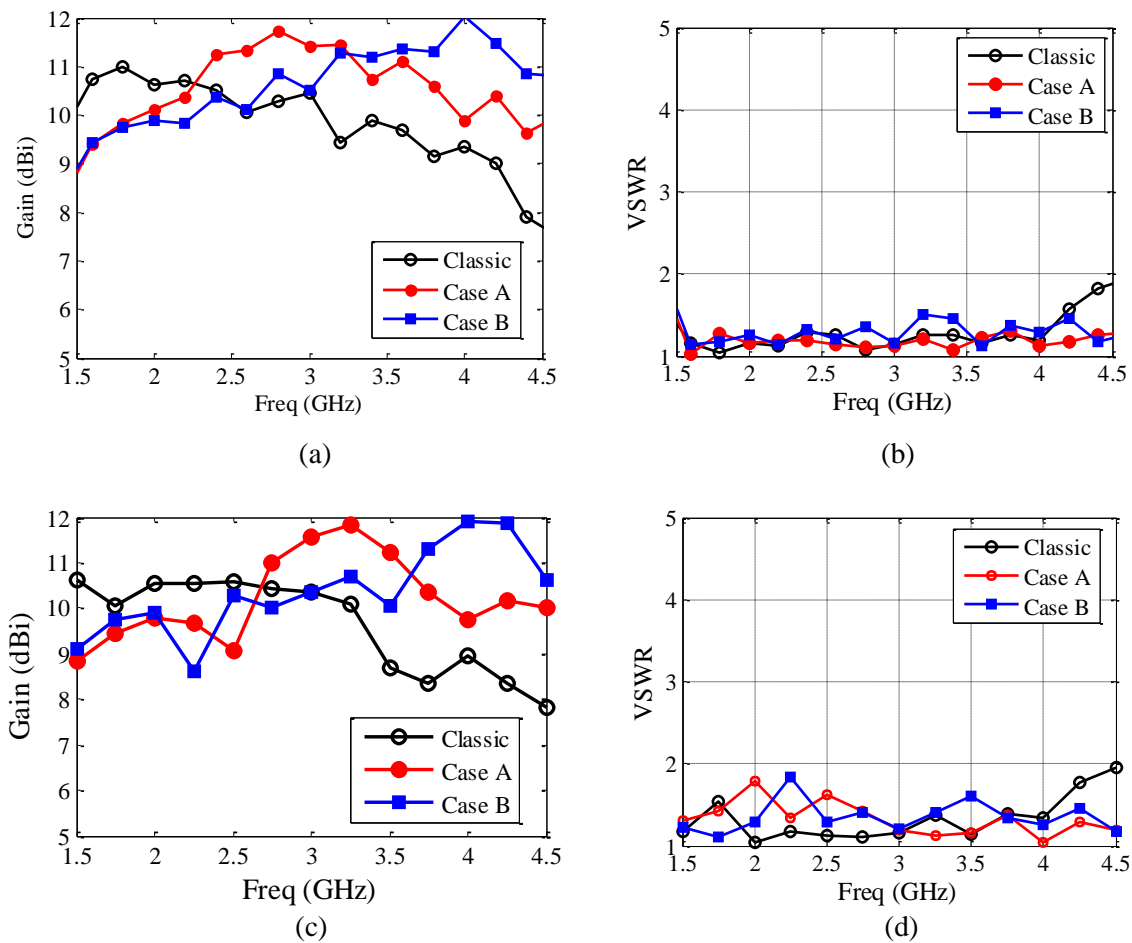 12
11
10
9
8
7
6
5
Gain (dBi)
1.5 2 2.5 3 3.5 4 4.5
Freq (GHz)
Classic
Case A
Case B
(a)
5
4
3
2
1
VSWR
1.5 2 2.5 3 3.5 4 4.5
Freq (GHz)
Classic
Case A
Case B
(b)
12
11
10
9
8
7
6
5
Gain (dBi)
1.5 2 2.5 3 3.5 4 4.5
Freq (GHz)
Classic
Case A
Case B
(c)
5
4
3
2
1
VSWR
1.5 2 2.5 3 3.5 4 4.5
Freq (GHz)
Classic
Case A
Case B
(d)